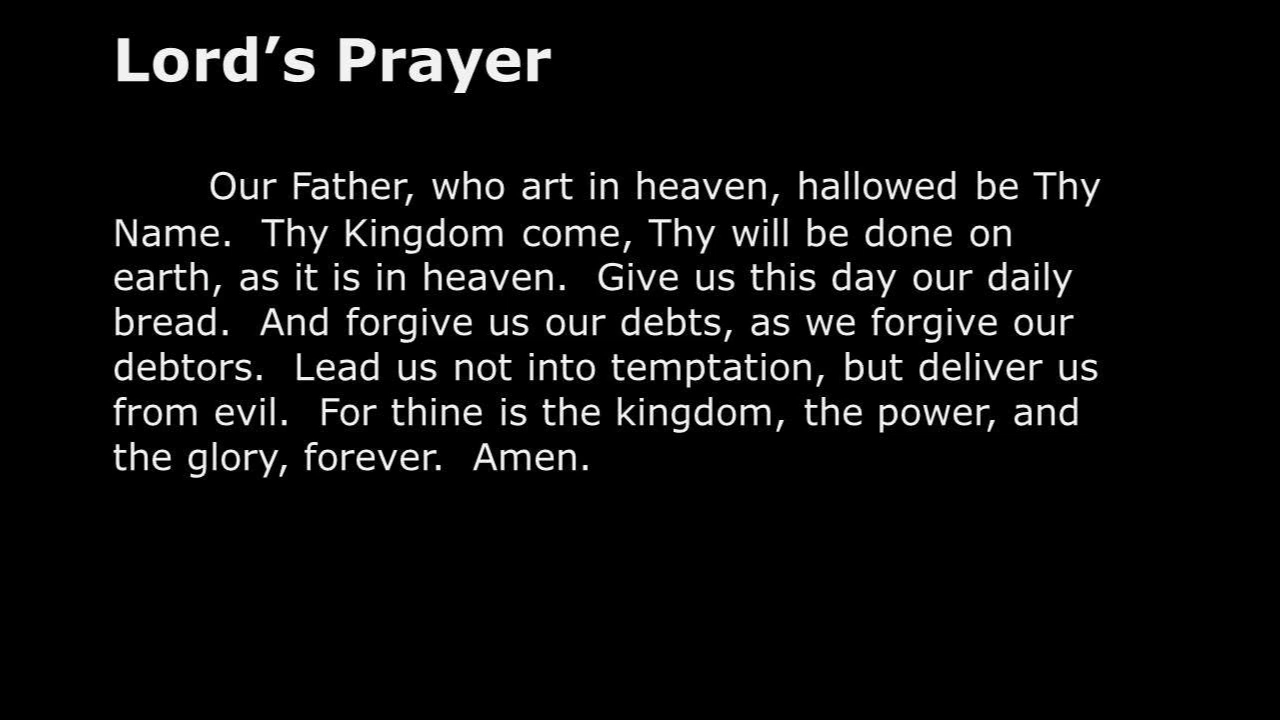 Lord’s Prayer
Our Father, who art in heaven, hallowed be Thy
Name.  Thy Kingdom come, Thy will be done on
earth, as it is in heaven.  Give us this day our daily
bread.  And forgive us our debts, as we forgive our
debtors.  Lead us not into temptation, but deliver us
from evil.  For thine is the kingdom, the power, and
the glory, forever.  Amen.